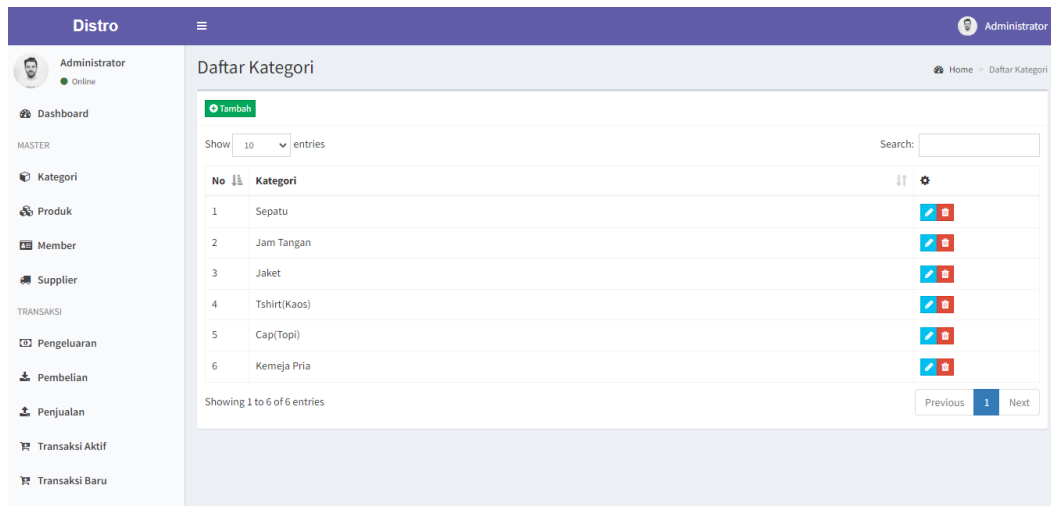 Distro
Administrator
Administrator
Online
Dashboard
MASTER
Kategori
Produk
Member
Supplier
TRANSAKSI
Pengeluaran
Pembelian
Penjualan
Transaksi Aktif
Transaksi Baru
Daftar Kategori
Home > Daftar Kategori
Tambah
Show 10 entries
Search:
No Kategori
1 Sepatu
2 Jam Tangan
3 Jaket
4 Tshirt(Kaos)
5 Cap(Topi)
6 Kemeja Pria
Showing 1 to 6 of 6 entries
Previous 1 Next